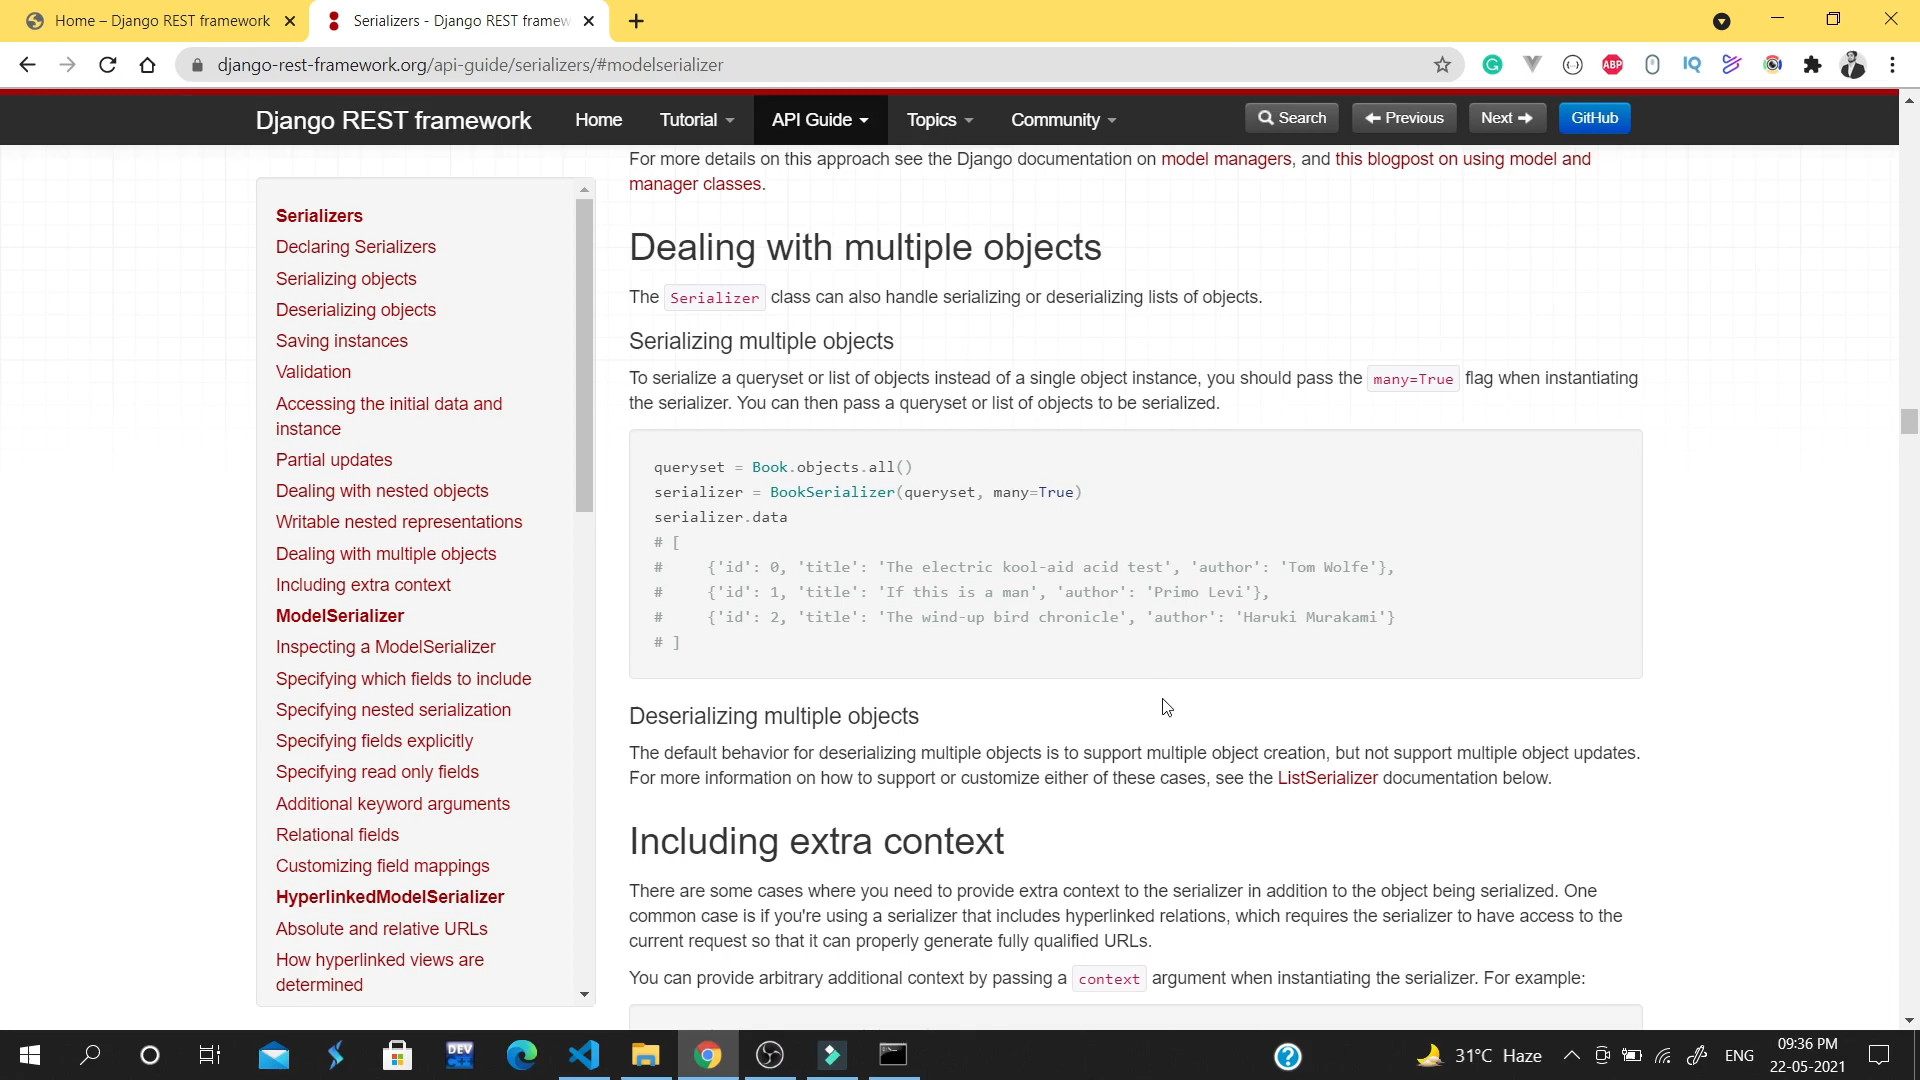 Home – Django REST framework
Serializers - Django REST framew
django-rest-framework.org/api-guide/serializers/#modelserializer
Django REST framework
Home
Tutorial
API Guide
Topics
Community
Search
Previous
Next
GitHub
Serializers
Declaring Serializers
Serializing objects
Deserializing objects
Saving instances
Validation
Accessing the initial data and
instance
Partial updates
Dealing with nested objects
Writable nested representations
Dealing with multiple objects
Including extra context
ModelSerializer
Inspecting a ModelSerializer
Specifying which fields to include
Specifying nested serialization
Specifying fields explicitly
Specifying read only fields
Additional keyword arguments
Relational fields
Customizing field mappings
HyperlinkedModelSerializer
Absolute and relative URLs
How hyperlinked views are
determined
For more details on this approach see the Django documentation on model managers, and this blogpost on using model and
manager classes.
Dealing with multiple objects
The Serializer class can also handle serializing or deserializing lists of objects.
Serializing multiple objects
To serialize a queryset or list of objects instead of a single object instance, you should pass the many=True flag when instantiating
the serializer. You can then pass a queryset or list of objects to be serialized.
queryset = Book.objects.all()
serializer = BookSerializer(queryset, many=True)
serializer.data
# [
#     {'id': 0, 'title': 'The electric kool-aid acid test', 'author': 'Tom Wolfe'},
#     {'id': 1, 'title': 'If this is a man', 'author': 'Primo Levi'},
#     {'id': 2, 'title': 'The wind-up bird chronicle', 'author': 'Haruki Murakami'}
# ]
Deserializing multiple objects
The default behavior for deserializing multiple objects is to support multiple object creation, but not support multiple object updates.
For more information on how to support or customize either of these cases, see the ListSerializer documentation below.
Including extra context
There are some cases where you need to provide extra context to the serializer in addition to the object being serialized. One
common case is if you're using a serializer that includes hyperlinked relations, which requires the serializer to have access to the
current request so that it can properly generate fully qualified URLs.
You can provide arbitrary additional context by passing a context argument when instantiating the serializer. For example:
ABP
IQ
DEV
31°C Haze
ENG
09:36 PM
22-05-2021